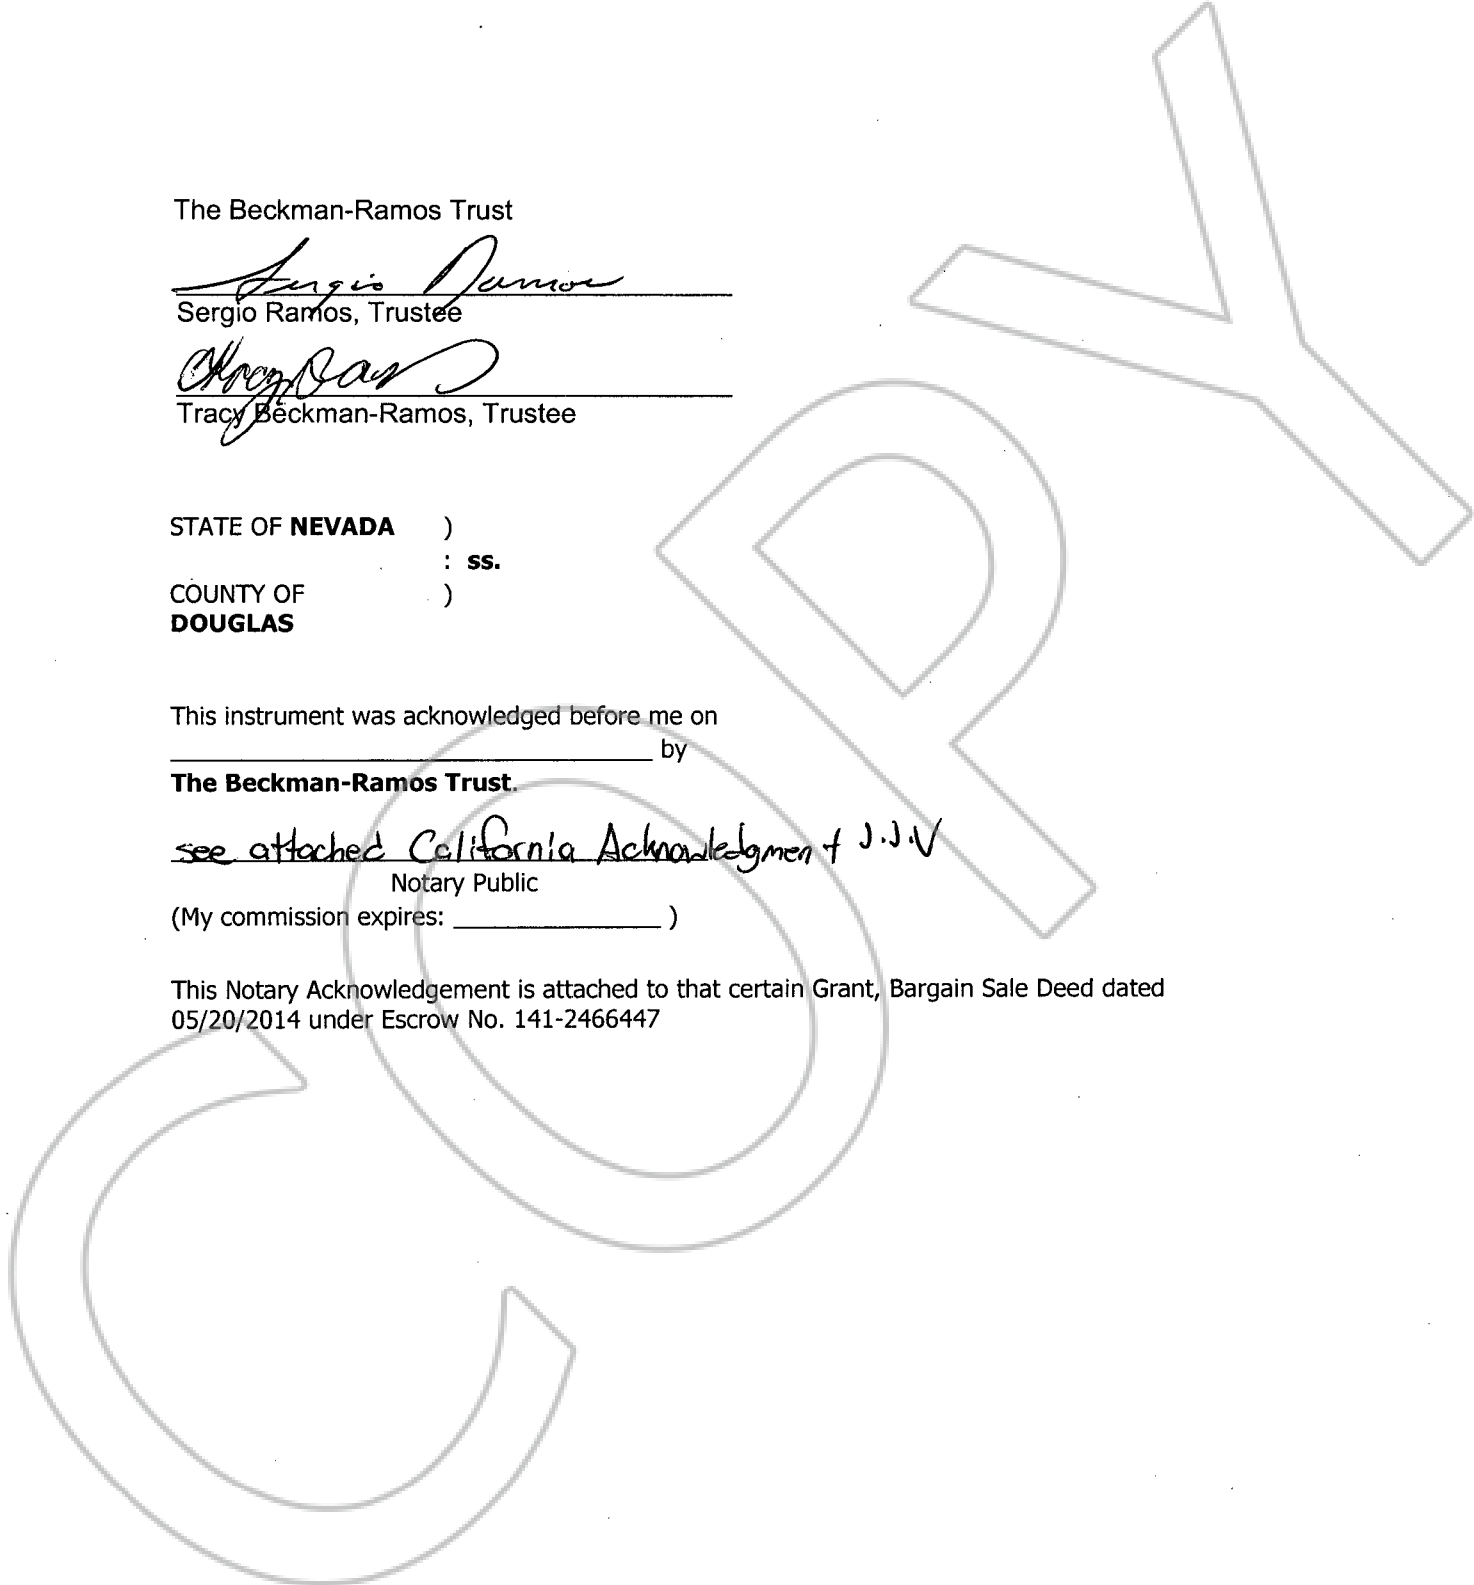 The Beckman-Ramos Trust
Sergio Ramos
Sergio Ramos, Trustee
Tracy Beckman-Ramos, Trustee
STATE OF NEVADA )
: ss.
COUNTY OF )
DOUGLAS
This instrument was acknowledged before me on
by
The Beckman-Ramos Trust.
see attached California Acknowledgment J.J.V
Notary Public
(My commission expires: )
This Notary Acknowledgement is attached to that certain Grant, Bargain Sale Deed dated
05/20/2014 under Escrow No. 141-2466447
COPY